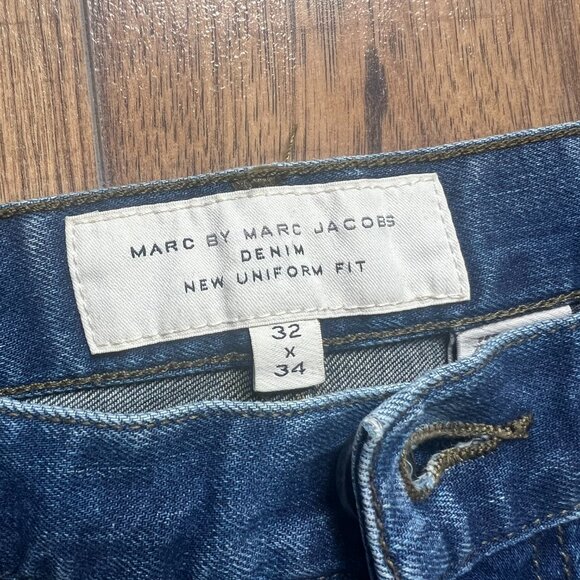 MARC BY MARC JACOBS
DENIM
NEW UNIFORM FIT
32
x
34